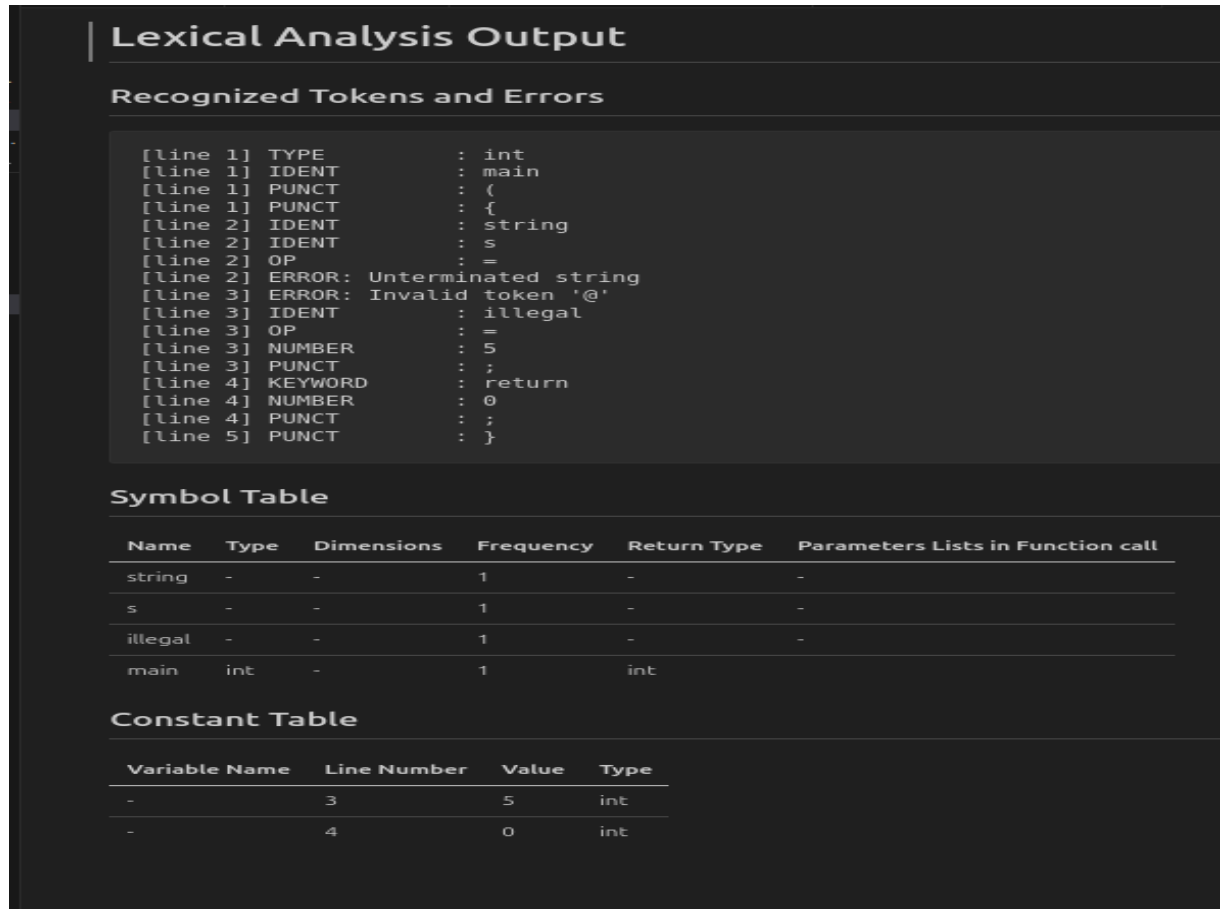 Lexical Analysis Output
Recognized Tokens and Errors
[line 1] TYPE : int
[line 1] IDENT : main
[line 1] PUNCT : (
[line 1] PUNCT : {
[line 2] IDENT : string
[line 2] IDENT : s
[line 2] OP : =
[line 2] ERROR: Unterminated string
[line 3] ERROR: Invalid token '@'
[line 3] IDENT : illegal
[line 3] OP : =
[line 3] NUMBER : 5
[line 3] PUNCT : ;
[line 4] KEYWORD : return
[line 4] NUMBER : 0
[line 4] PUNCT : ;
[line 5] PUNCT : }
Symbol Table
Name Type Dimensions Frequency Return Type Parameters Lists in Function call
string - - 1 - -
s - - 1 - -
illegal - - 1 - -
main int - 1 int
Constant Table
Variable Name Line Number Value Type
- 3 5 int
- 4 0 int